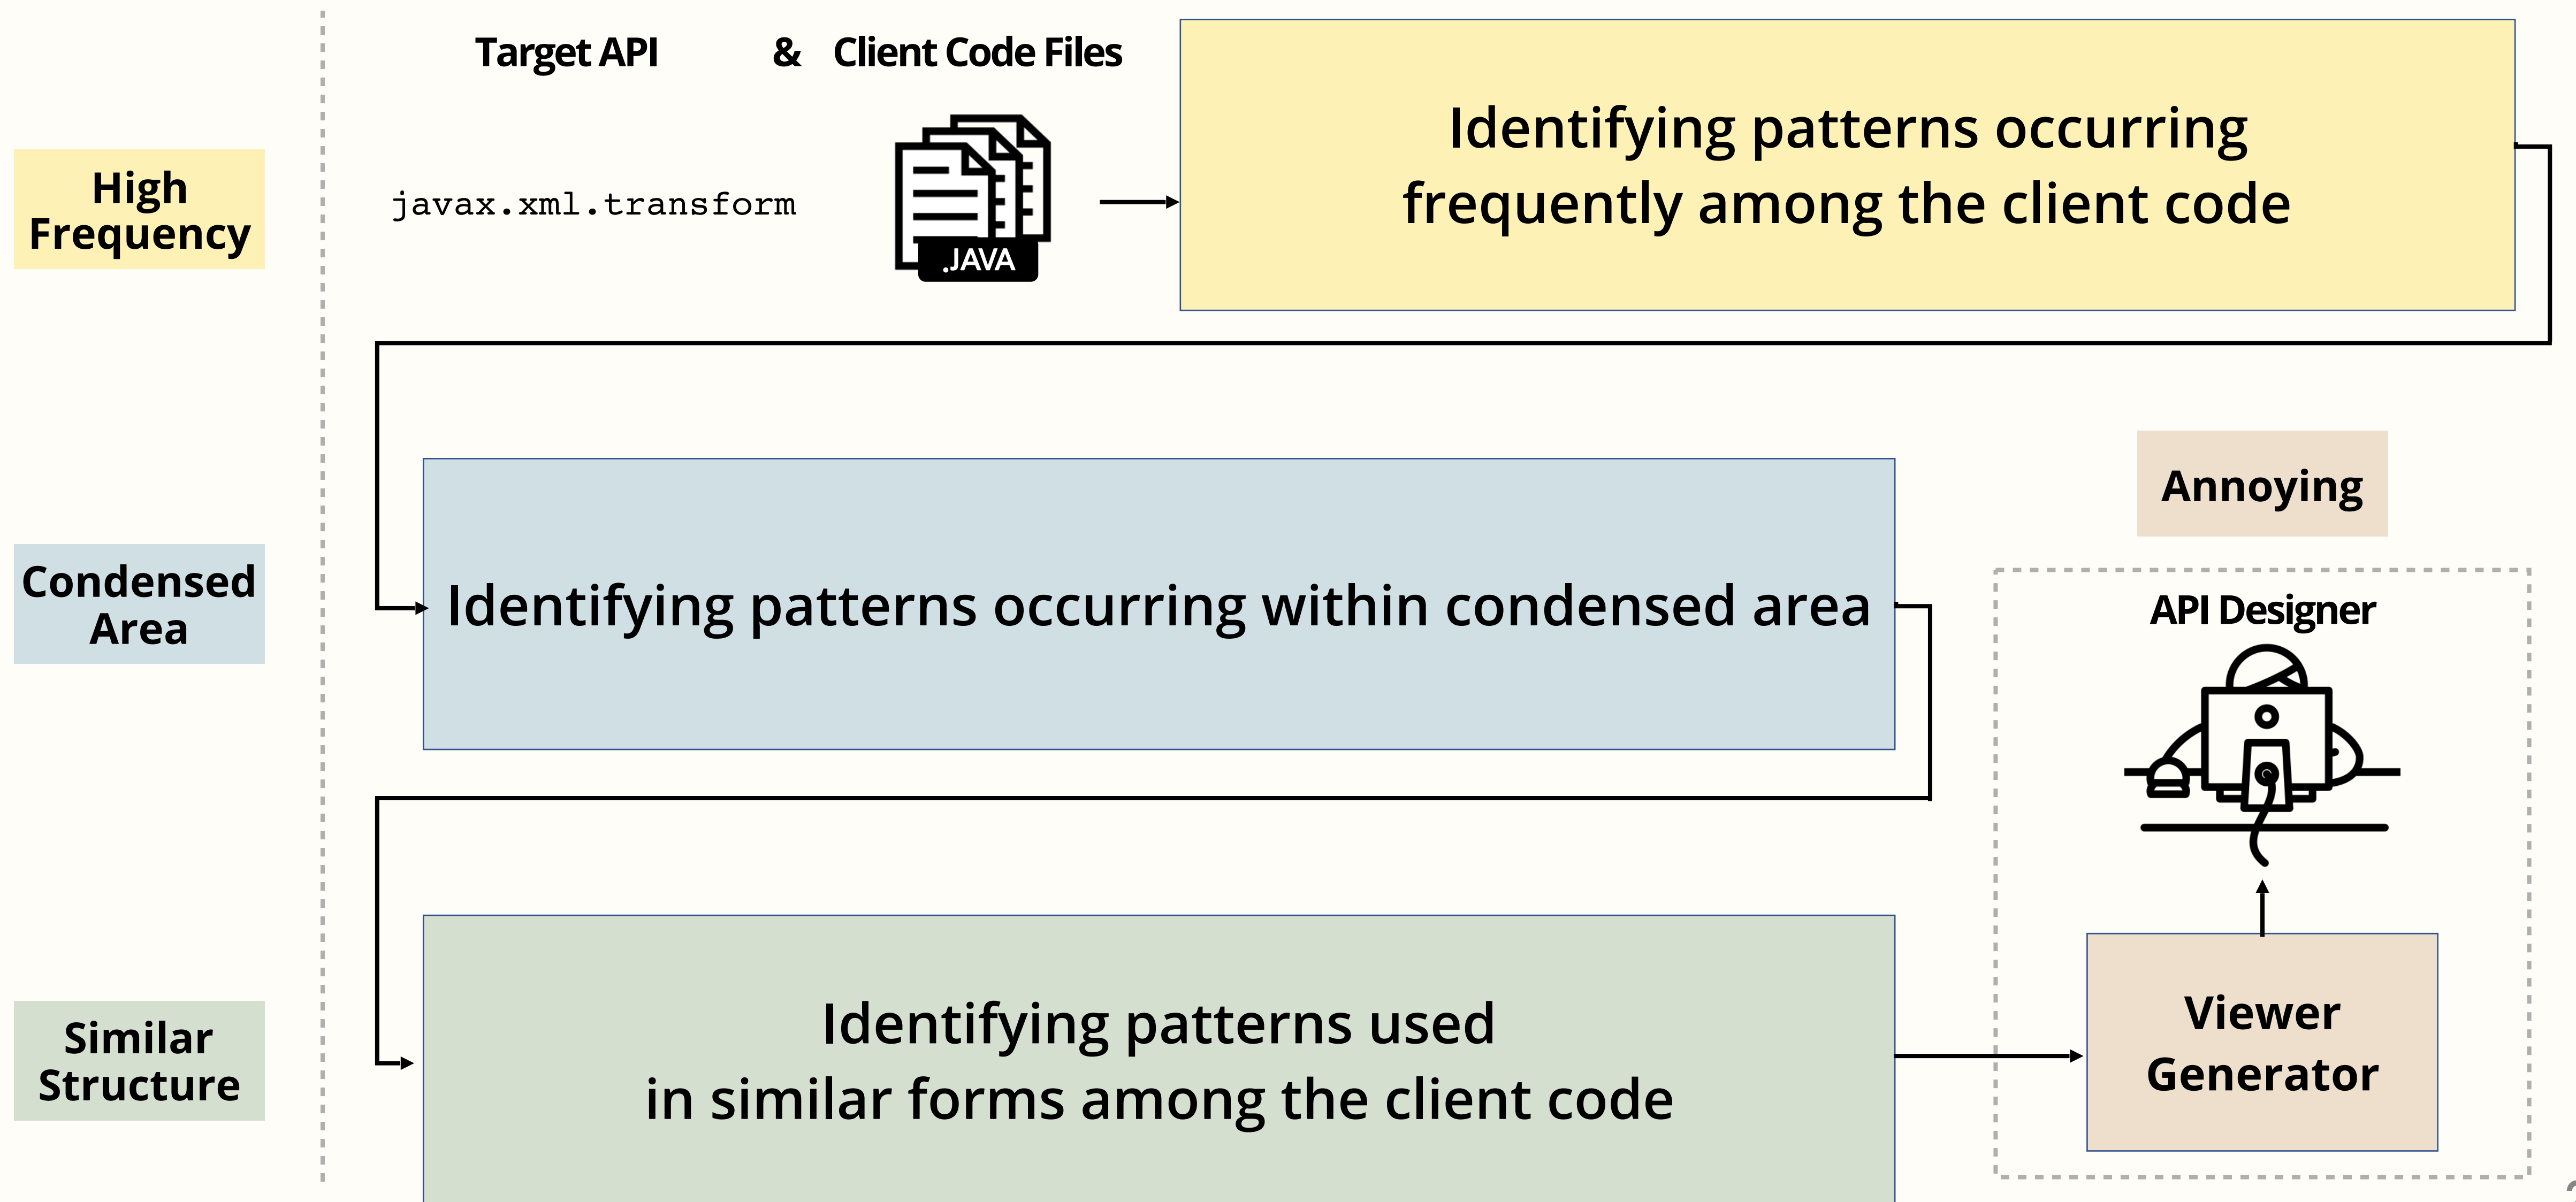 Target API & Client Code Files
High
Frequency
javax.xml.transform
.JAVA
Identifying patterns occurring
frequently among the client code
Condensed
Area
Identifying patterns occurring within condensed area
Annoying
API Designer
Similar
Structure
Identifying patterns used
in similar forms among the client code
Viewer
Generator